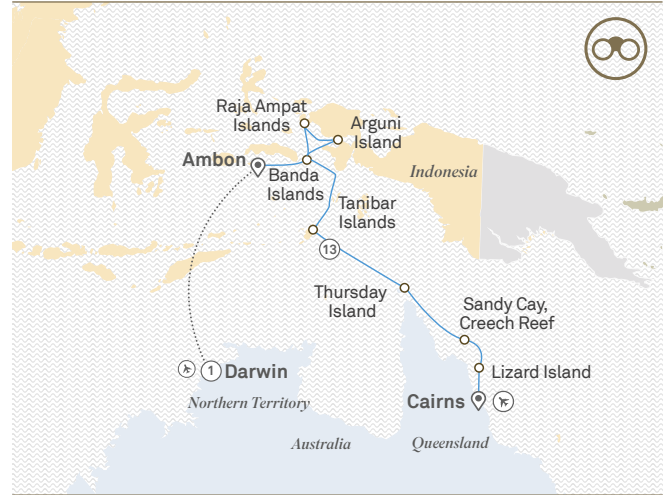 Raja Ampat
Islands
Arguni
Island
Ambon
Banda
Islands
Indonesia
Tanibar
Islands
13
Thursday
Island
Sandy Cay,
Creech Reef
1 Darwin
Lizard Island
Northern Territory
Cairns
Australia
Queensland